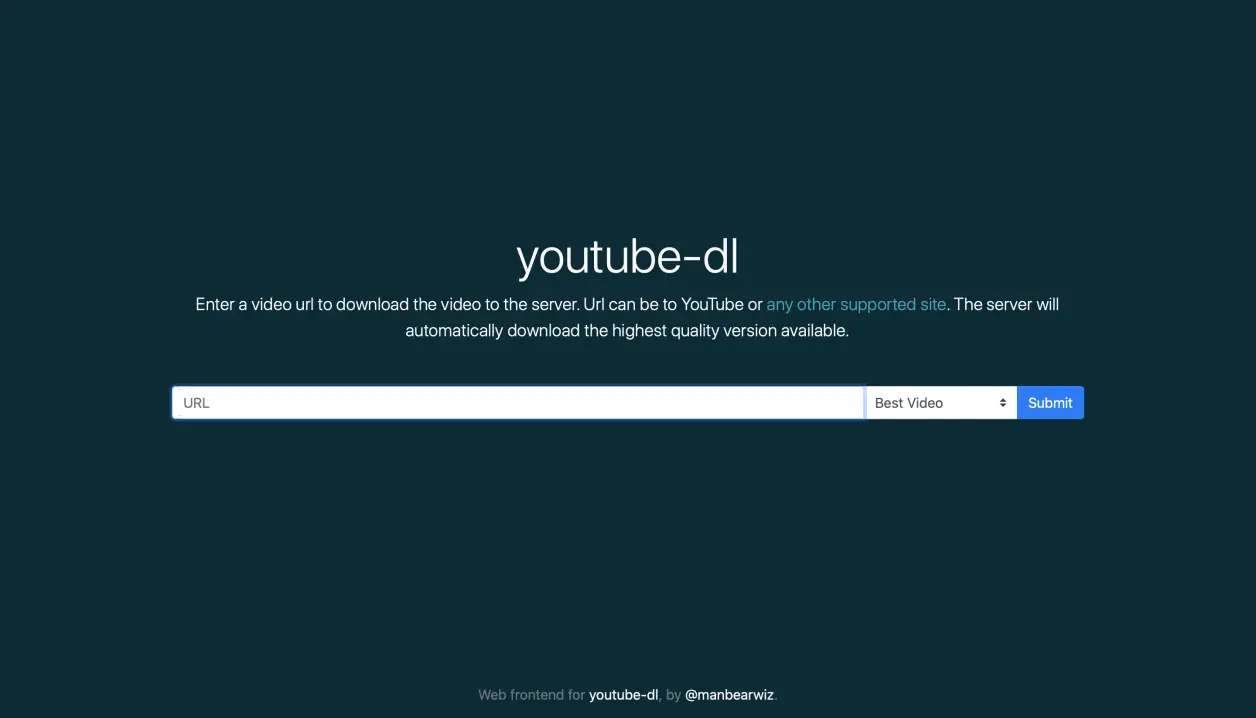 youtube-dl
Enter a video url to download the video to the server. Url can be to YouTube or any other supported site. The server will
automatically download the highest quality version available.
URL
Best Video
Submit
Web frontend for youtube-dl, by @manbearwiz.